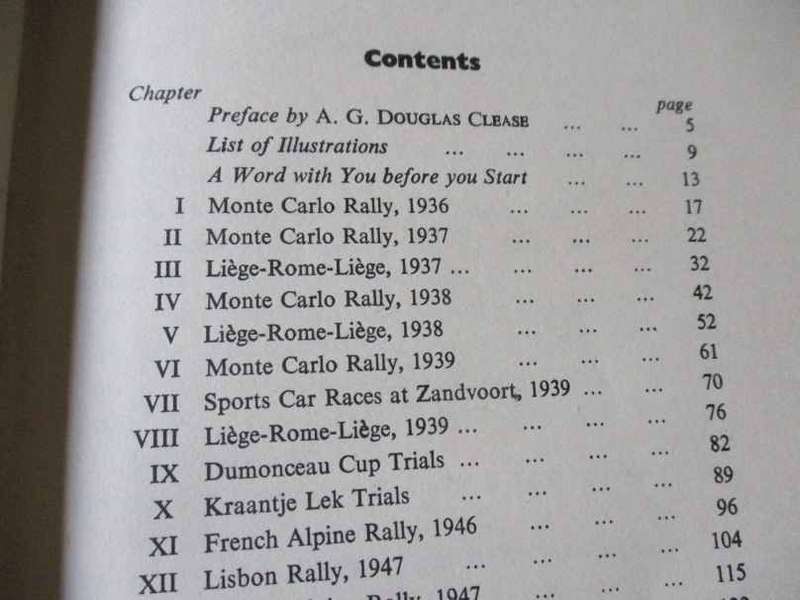 Contents
Chapter page
Preface by A. G. DOUGLAS CLEASE ... ... 5
List of Illustrations ... ... ... ... 9
A Word with You before you Start ... ... 13
I Monte Carlo Rally, 1936 ... ... ... 17
II Monte Carlo Rally, 1937 ... ... ... 22
III Liège-Rome-Liège, 1937 ... ... ... ... 32
IV Monte Carlo Rally, 1938 ... ... ... 42
V Liège-Rome-Liège, 1938 ... ... ... 52
VI Monte Carlo Rally, 1939 ... ... ... 61
VII Sports Car Races at Zandvoort, 1939 ... ... 70
VIII Liège-Rome-Liège, 1939 ... ... ... ... 76
IX Dumonceau Cup Trials ... ... ... ... 82
X Kraantje Lek Trials ... ... ... ... 89
XI French Alpine Rally, 1946 ... ... ... 96
XII Lisbon Rally, 1947 ... ... ... ... 104
Rally, 1947 ... ... ... 115